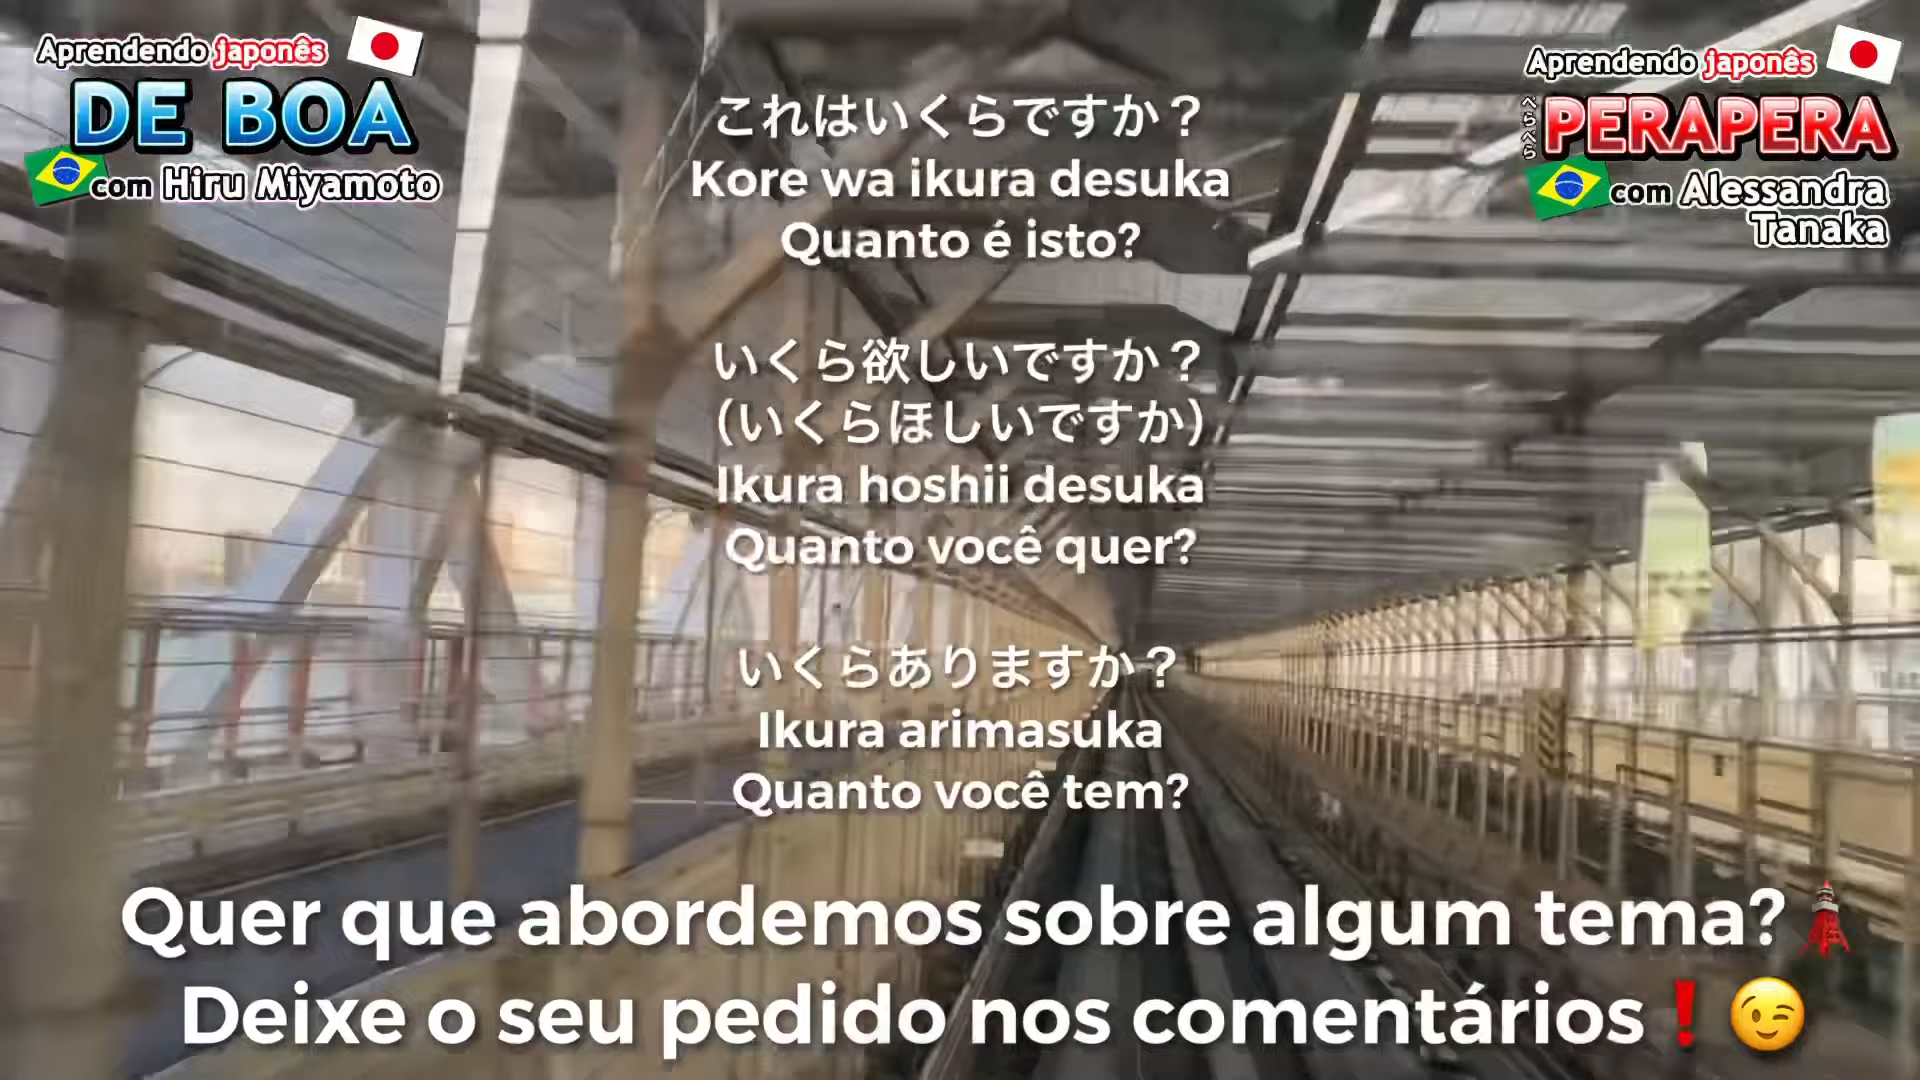 Aprendendo japonês
DE BOA
com Hiru Miyamoto
Aprendendo japonês
ぺらぺら
PERAPERA
com Alessandra
Tanaka
これはいくらですか？
Kore wa ikura desuka
Quanto é isto?
いくら欲しいですか？
（いくらほしいですか）
Ikura hoshii desuka
Quanto você quer?
いくらありますか？
Ikura arimasuka
Quanto você tem?
Quer que abordemos sobre algum tema?🗼
Deixe o seu pedido nos comentários❗😉